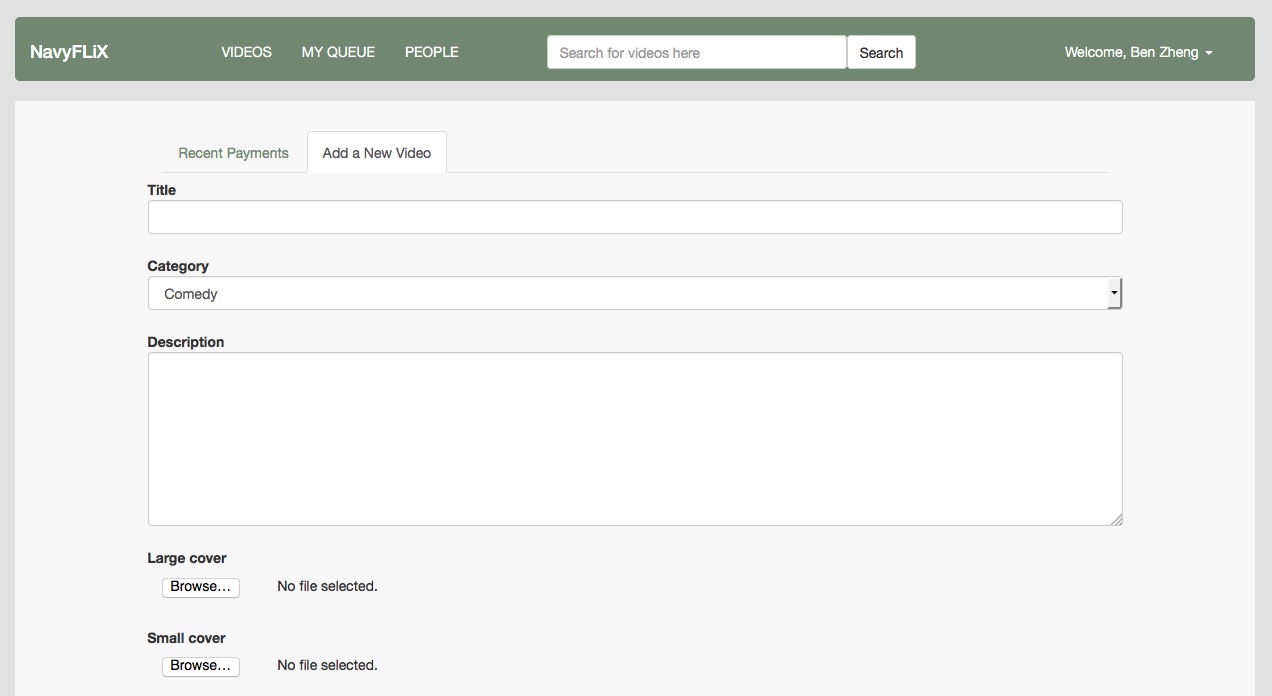 NavyFLiX VIDEOS MY QUEUE PEOPLE Search for videos here Search Welcome, Ben Zheng
Recent Payments Add a New Video
Title
Category
Comedy
Description
Large cover
Browse... No file selected.
Small cover
Browse... No file selected.